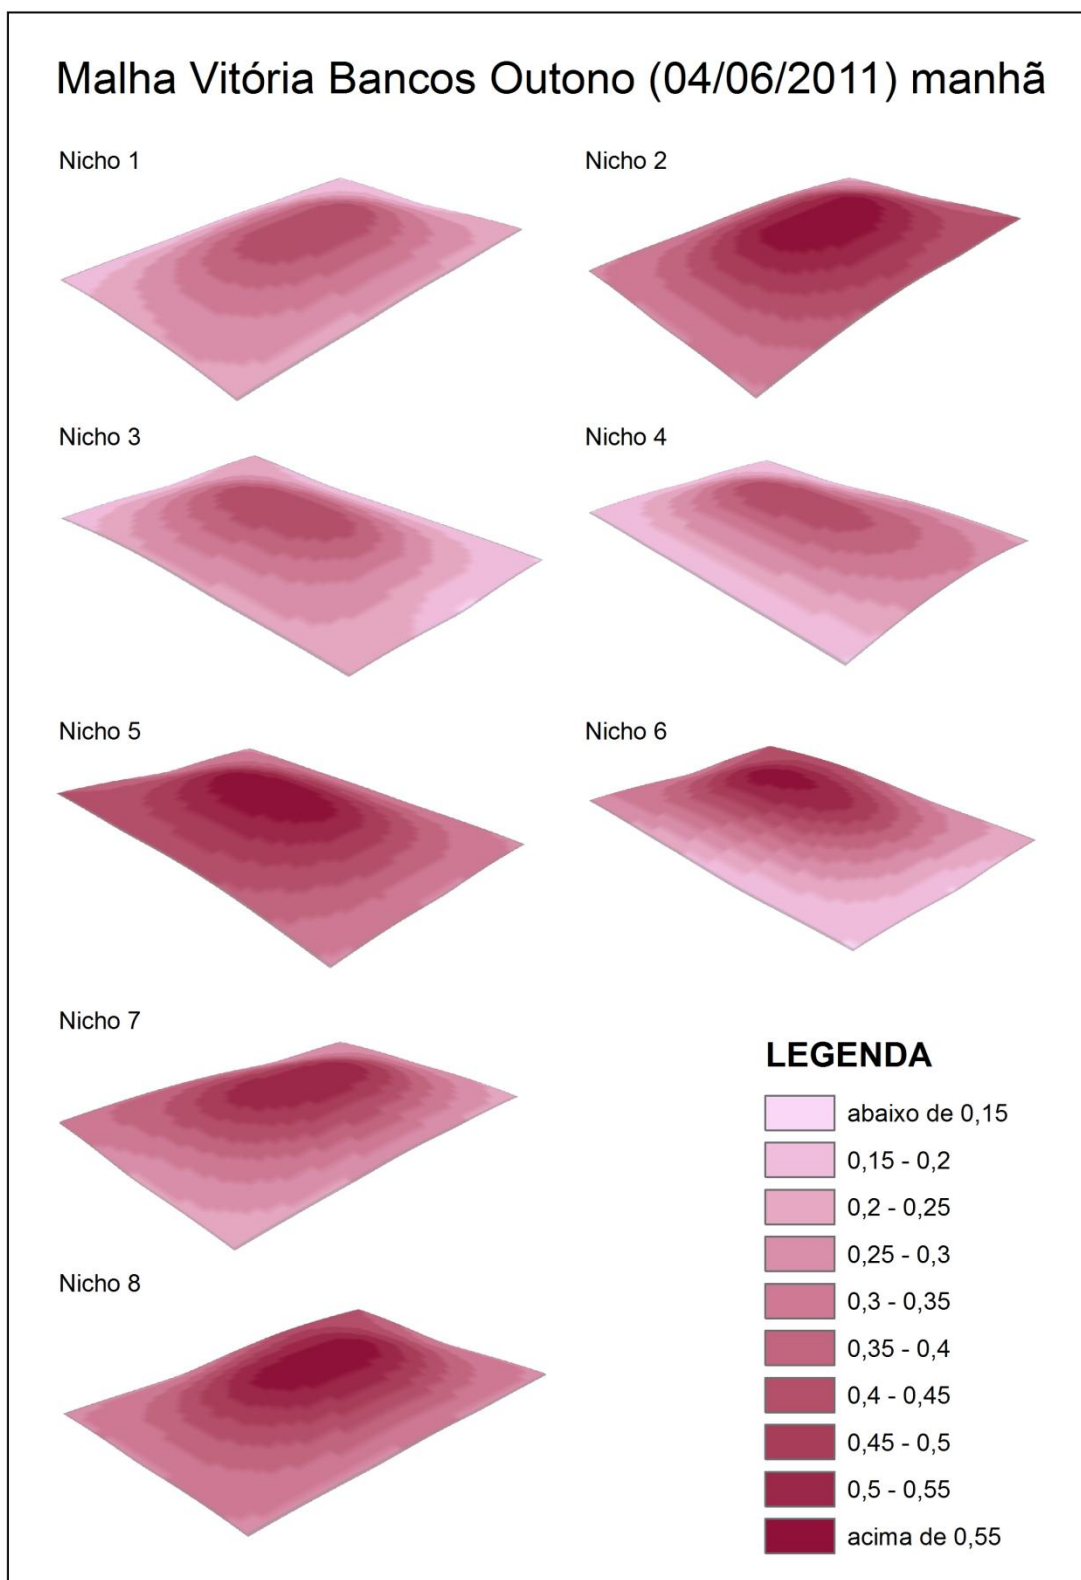 Malha Vitória Bancos Outono (04/06/2011) manhã
Nicho 1
Nicho 2
Nicho 3
Nicho 4
Nicho 5
Nicho 6
Nicho 7
Nicho 8
LEGENDA
abaixo de 0,15
0,15 - 0,2
0,2 - 0,25
0,25 - 0,3
0,3 - 0,35
0,35 - 0,4
0,4 - 0,45
0,45 - 0,5
0,5 - 0,55
acima de 0,55